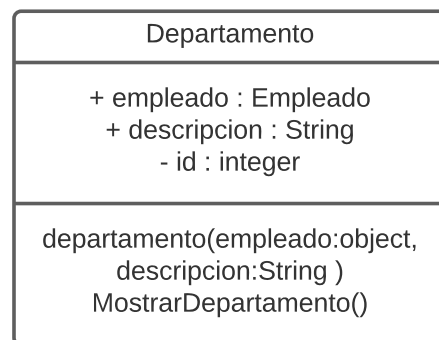 Departamento
+ empleado : Empleado
+ descripcion : String
- id : integer
departamento(empleado:object,
descripcion:String )
MostrarDepartamento()